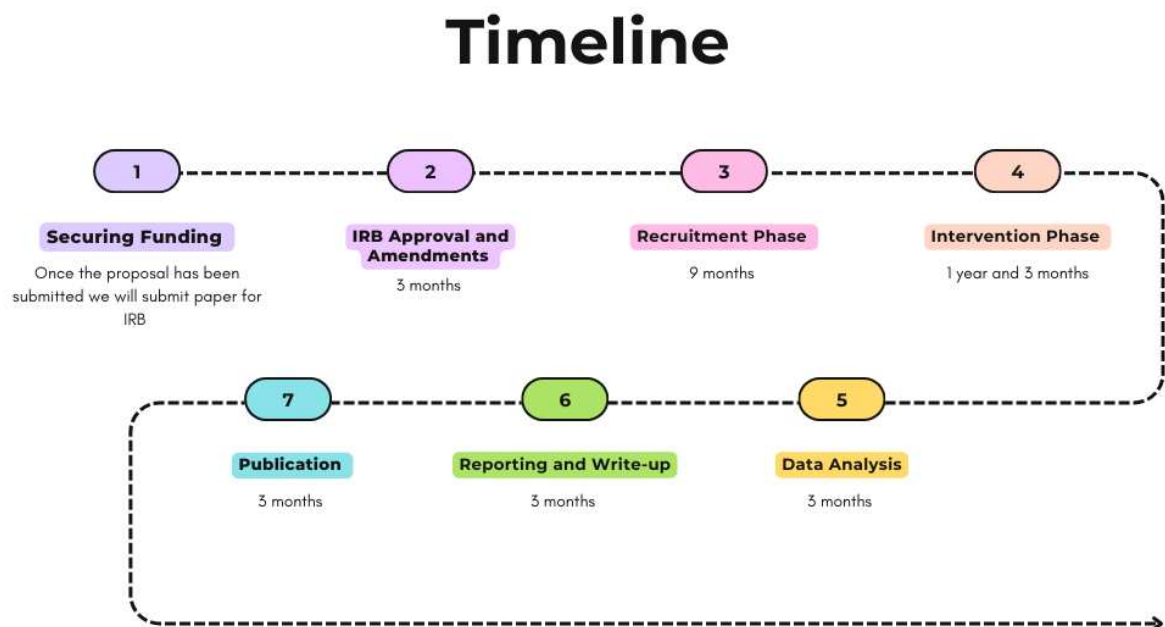 Timeline
1
Securing Funding
Once the proposal has been
submitted we will submit paper for
IRB
2
IRB Approval and
Amendments
3 months
3
Recruitment Phase
9 months
4
Intervention Phase
1 year and 3 months
5
Data Analysis
3 months
6
Reporting and Write-up
3 months
7
Publication
3 months